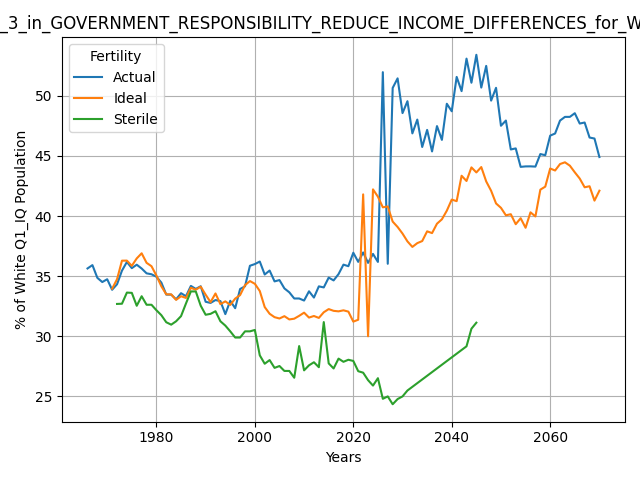 _3_in_GOVERNMENT_RESPONSIBILITY_REDUCE_INCOME_DIFFERENCES_for_W
Fertility
Actual
Ideal
Sterile
% of White Q1_IQ Population
50
45
40
35
30
25
1980
2000
2020
2040
2060
Years